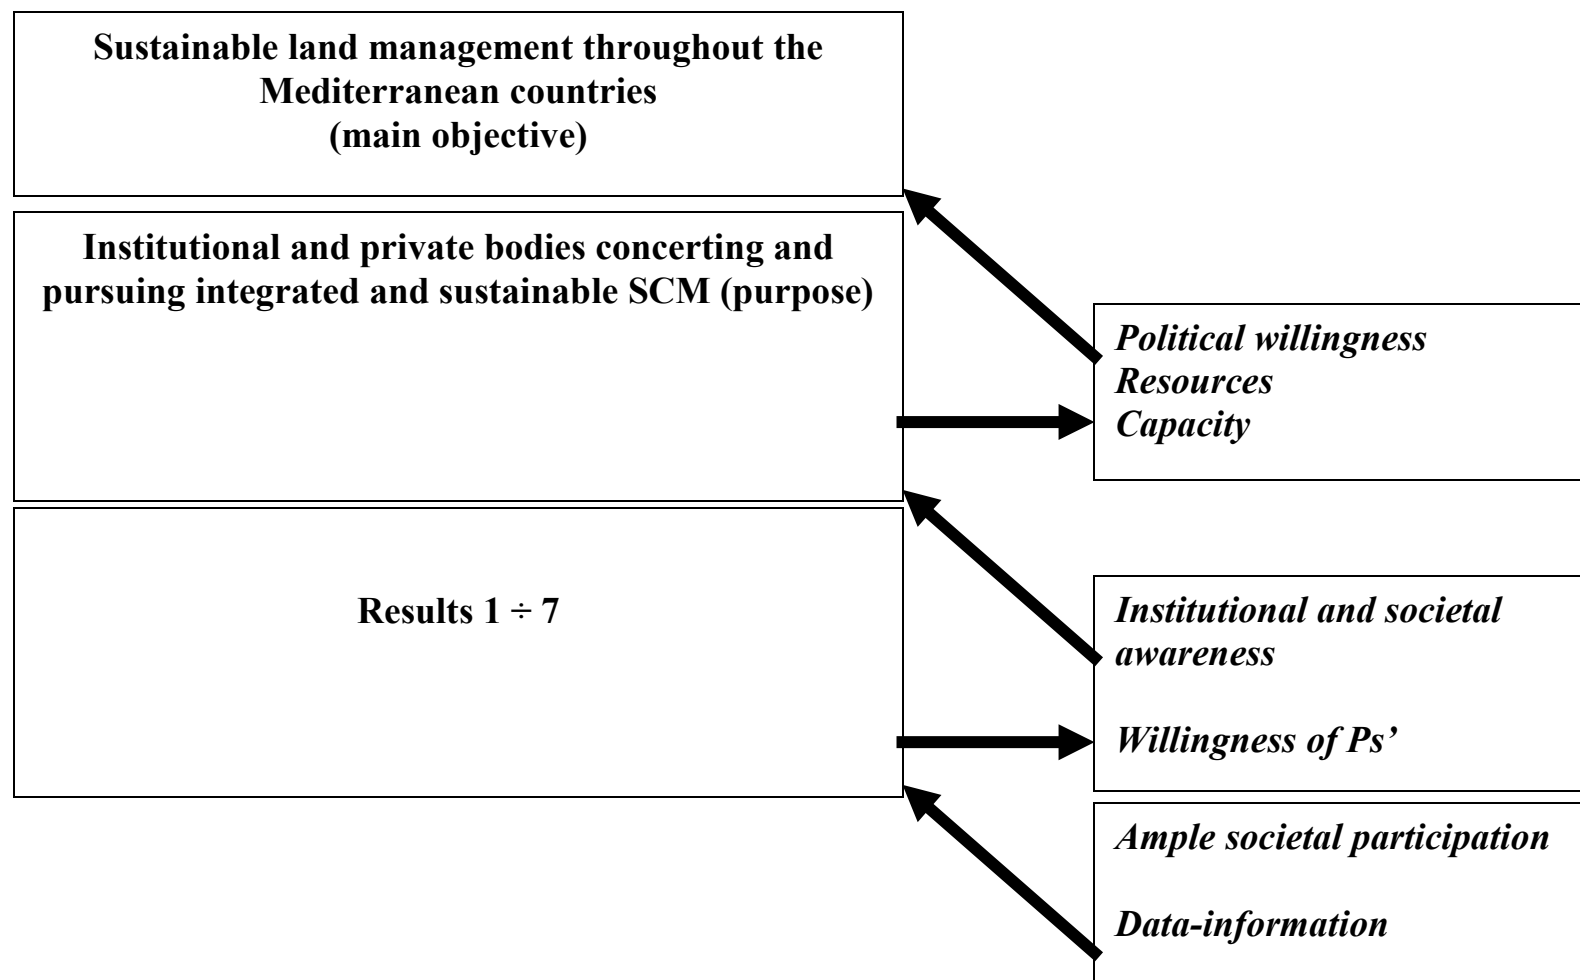 Sustainable land management throughout the
Mediterranean countries
(main objective)
Institutional and private bodies concerting and
pursuing integrated and sustainable SCM (purpose)
Political willingness
Resources
Capacity
Results 1 ÷ 7
Institutional and societal
awareness
Willingness of Ps’
Ample societal participation
Data-information